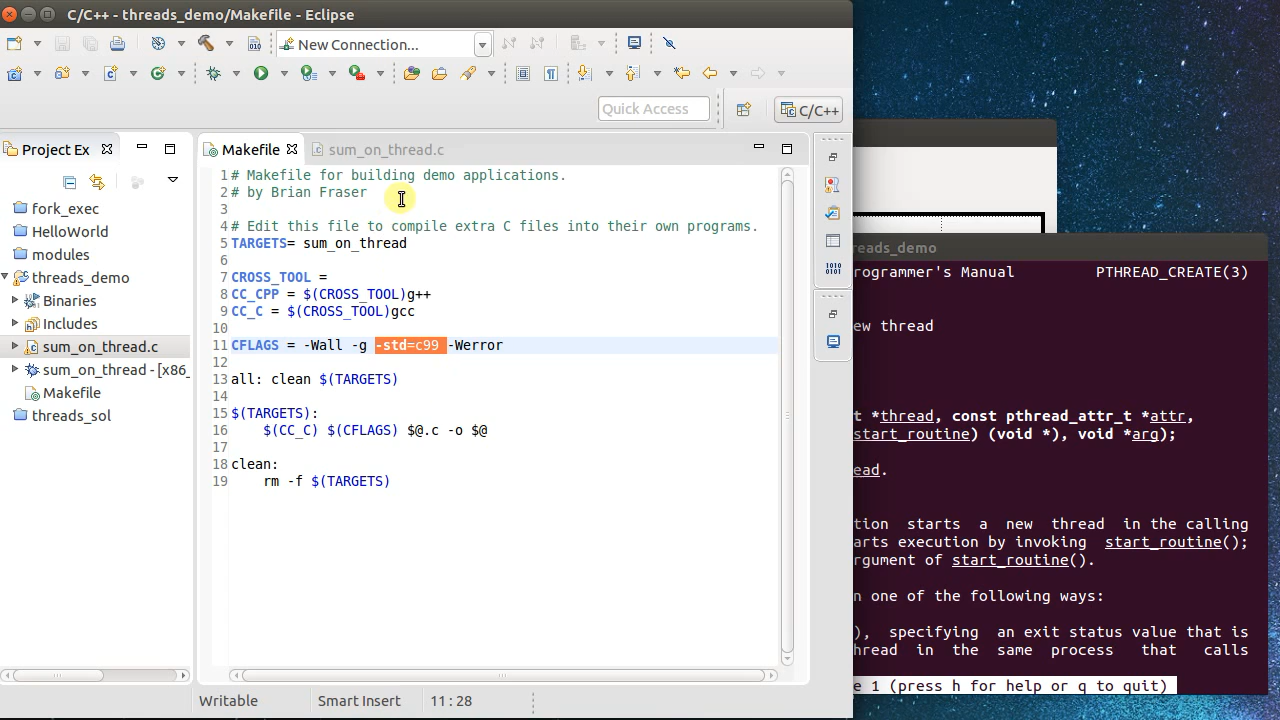 C/C++ - threads_demo/Makefile - Eclipse
New Connection...
Quick Access
C/C++
Project Ex
fork_exec
HelloWorld
modules
threads_demo
Binaries
Includes
sum_on_thread.c
sum_on_thread - [x86_
Makefile
threads_sol
Makefile
sum_on_thread.c
1 # Makefile for building demo applications.
2 # by Brian Fraser
3
4 # Edit this file to compile extra C files into their own programs.
5 TARGETS= sum_on_thread
6
7 CROSS_TOOL =
8 CC_CPP = $(CROSS_TOOL)g++
9 CC_C = $(CROSS_TOOL)gcc
10
11 CFLAGS = -Wall -g -std=c99 -Werror
12
13 all: clean $(TARGETS)
14
15 $(TARGETS):
16 $(CC_C) $(CFLAGS) $@.c -o $@
17
18 clean:
19 rm -f $(TARGETS)
Writable
Smart Insert
11:28
reads_demo
rogrammer's Manual PTHREAD_CREATE(3)
ew thread
t *thread, const pthread_attr_t *attr,
start_routine) (void *), void *arg);
ead.
tion starts a new thread in the calling
arts execution by invoking start_routine();
rgument of start_routine().
n one of the following ways:
), specifying an exit status value that is
hread in the same process that calls
e 1 (press h for help or q to quit)